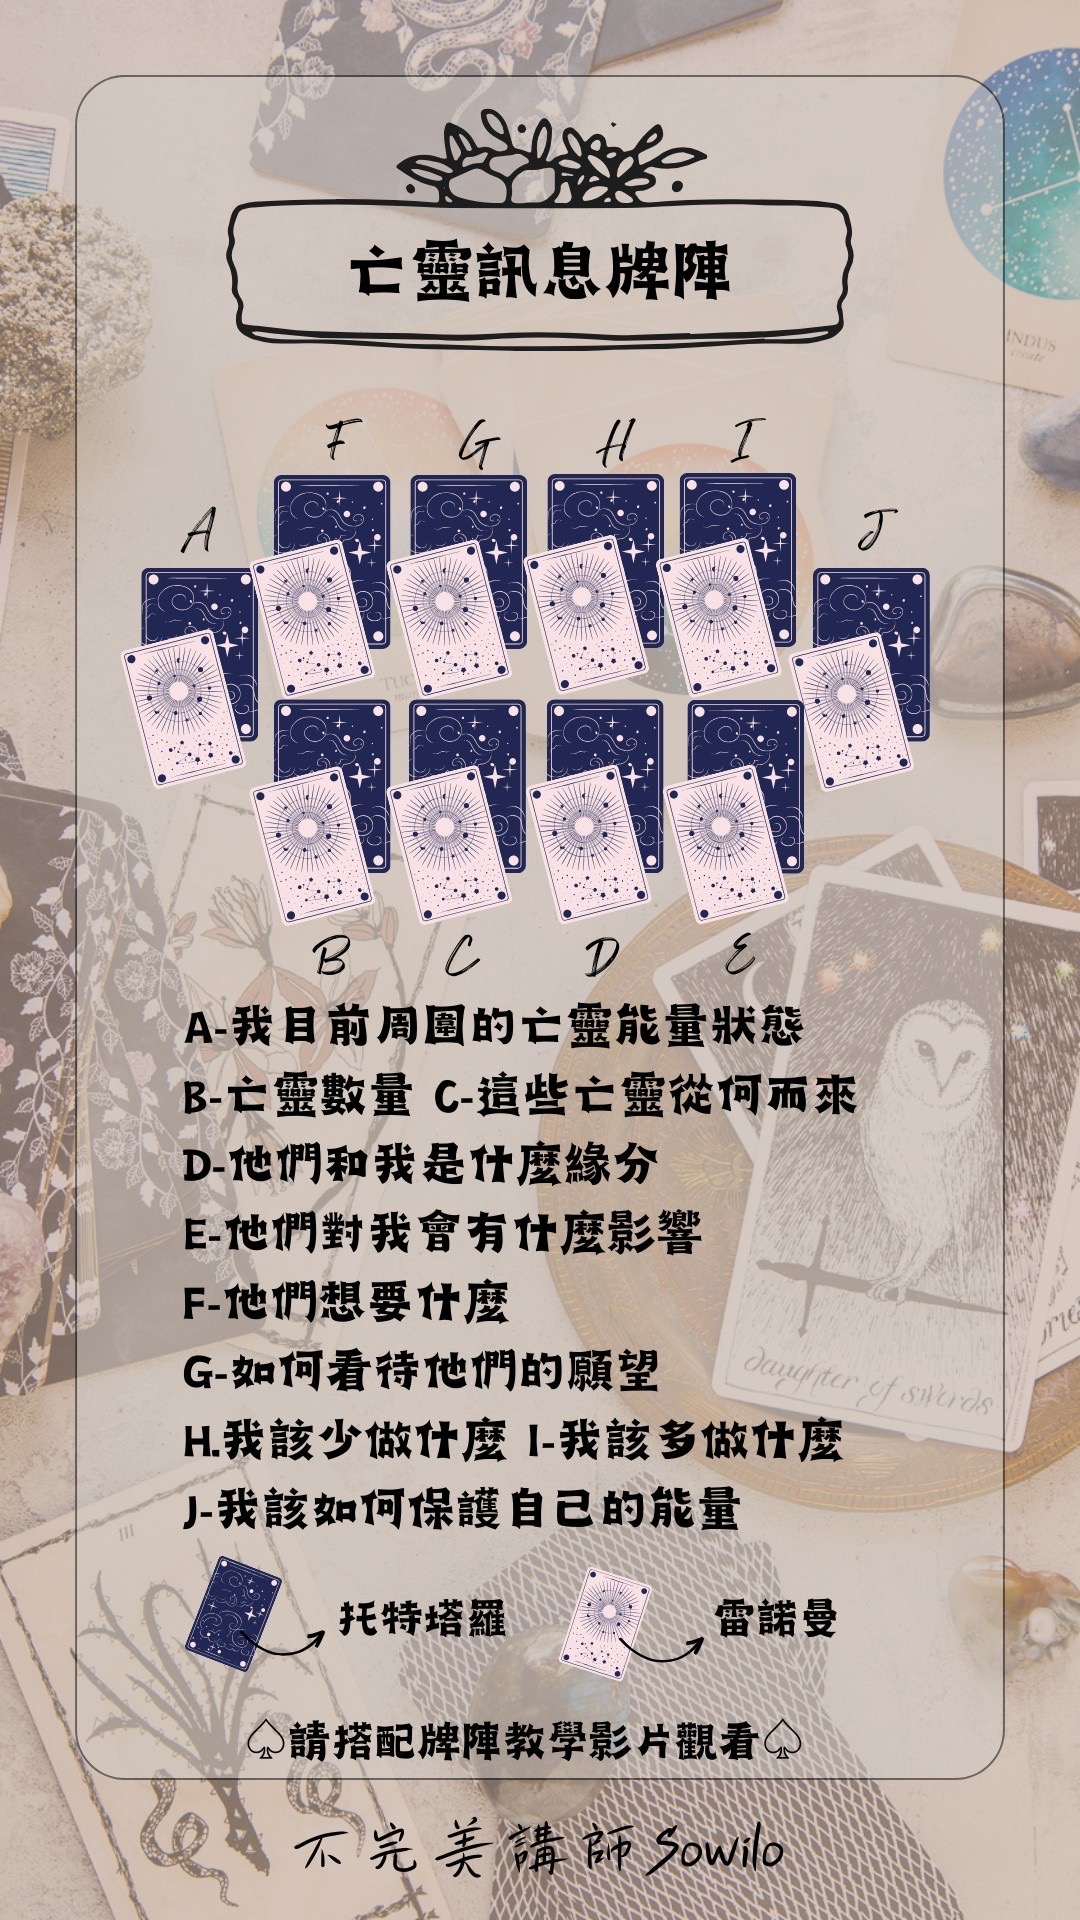 亡靈訊息牌陣
F G H I
A J
B C D E
A-我目前周圍的亡靈能量狀態
B-亡靈數量 C-這些亡靈從何而來
D-他們和我是什麼緣分
E-他們對我會有什麼影響
F-他們想要什麼
G-如何看待他們的願望
H.我該少做什麼 I-我該多做什麼
J-我該如何保護自己的能量
托特塔羅 雷諾曼
♤請搭配牌陣教學影片觀看♤
不完美講師Sowilo
INDUS
create
daughter of swords
III